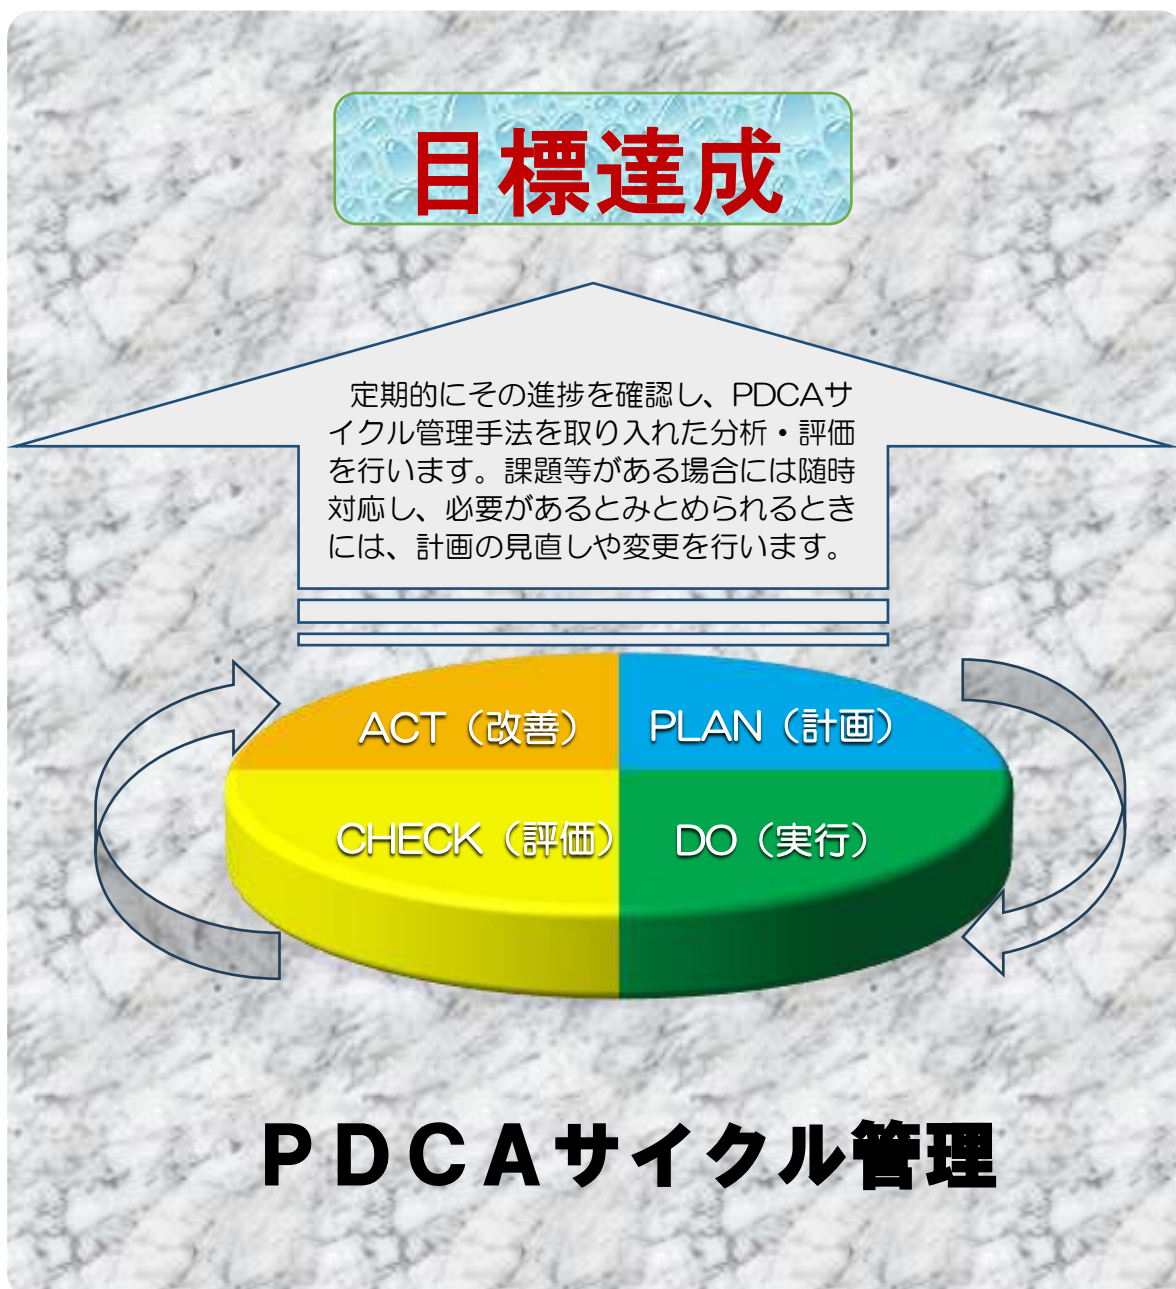 目標達成
定期的にその進捗を確認し、PDCAサ
イクル管理手法を取り入れた分析・評価
を行います。課題等がある場合には随時
対応し、必要があるとみとめられるとき
には、計画の見直しや変更を行います。
ACT（改善）
PLAN（計画）
CHECK（評価）
DO（実行）
ＰＤＣＡサイクル管理